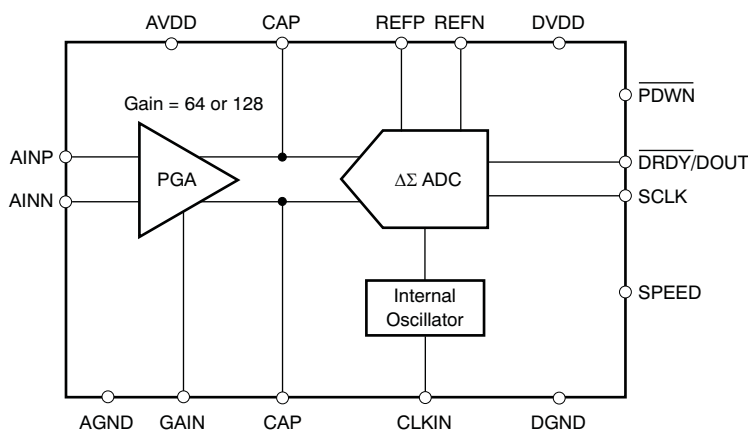 AVDD
CAP
REFP
REFN
DVDD
PDWN
Gain = 64 or 128
AINP
PGA
ΔΣ ADC
DRDY/DOUT
AINN
SCLK
Internal
Oscillator
SPEED
AGND
GAIN
CAP
CLKIN
DGND